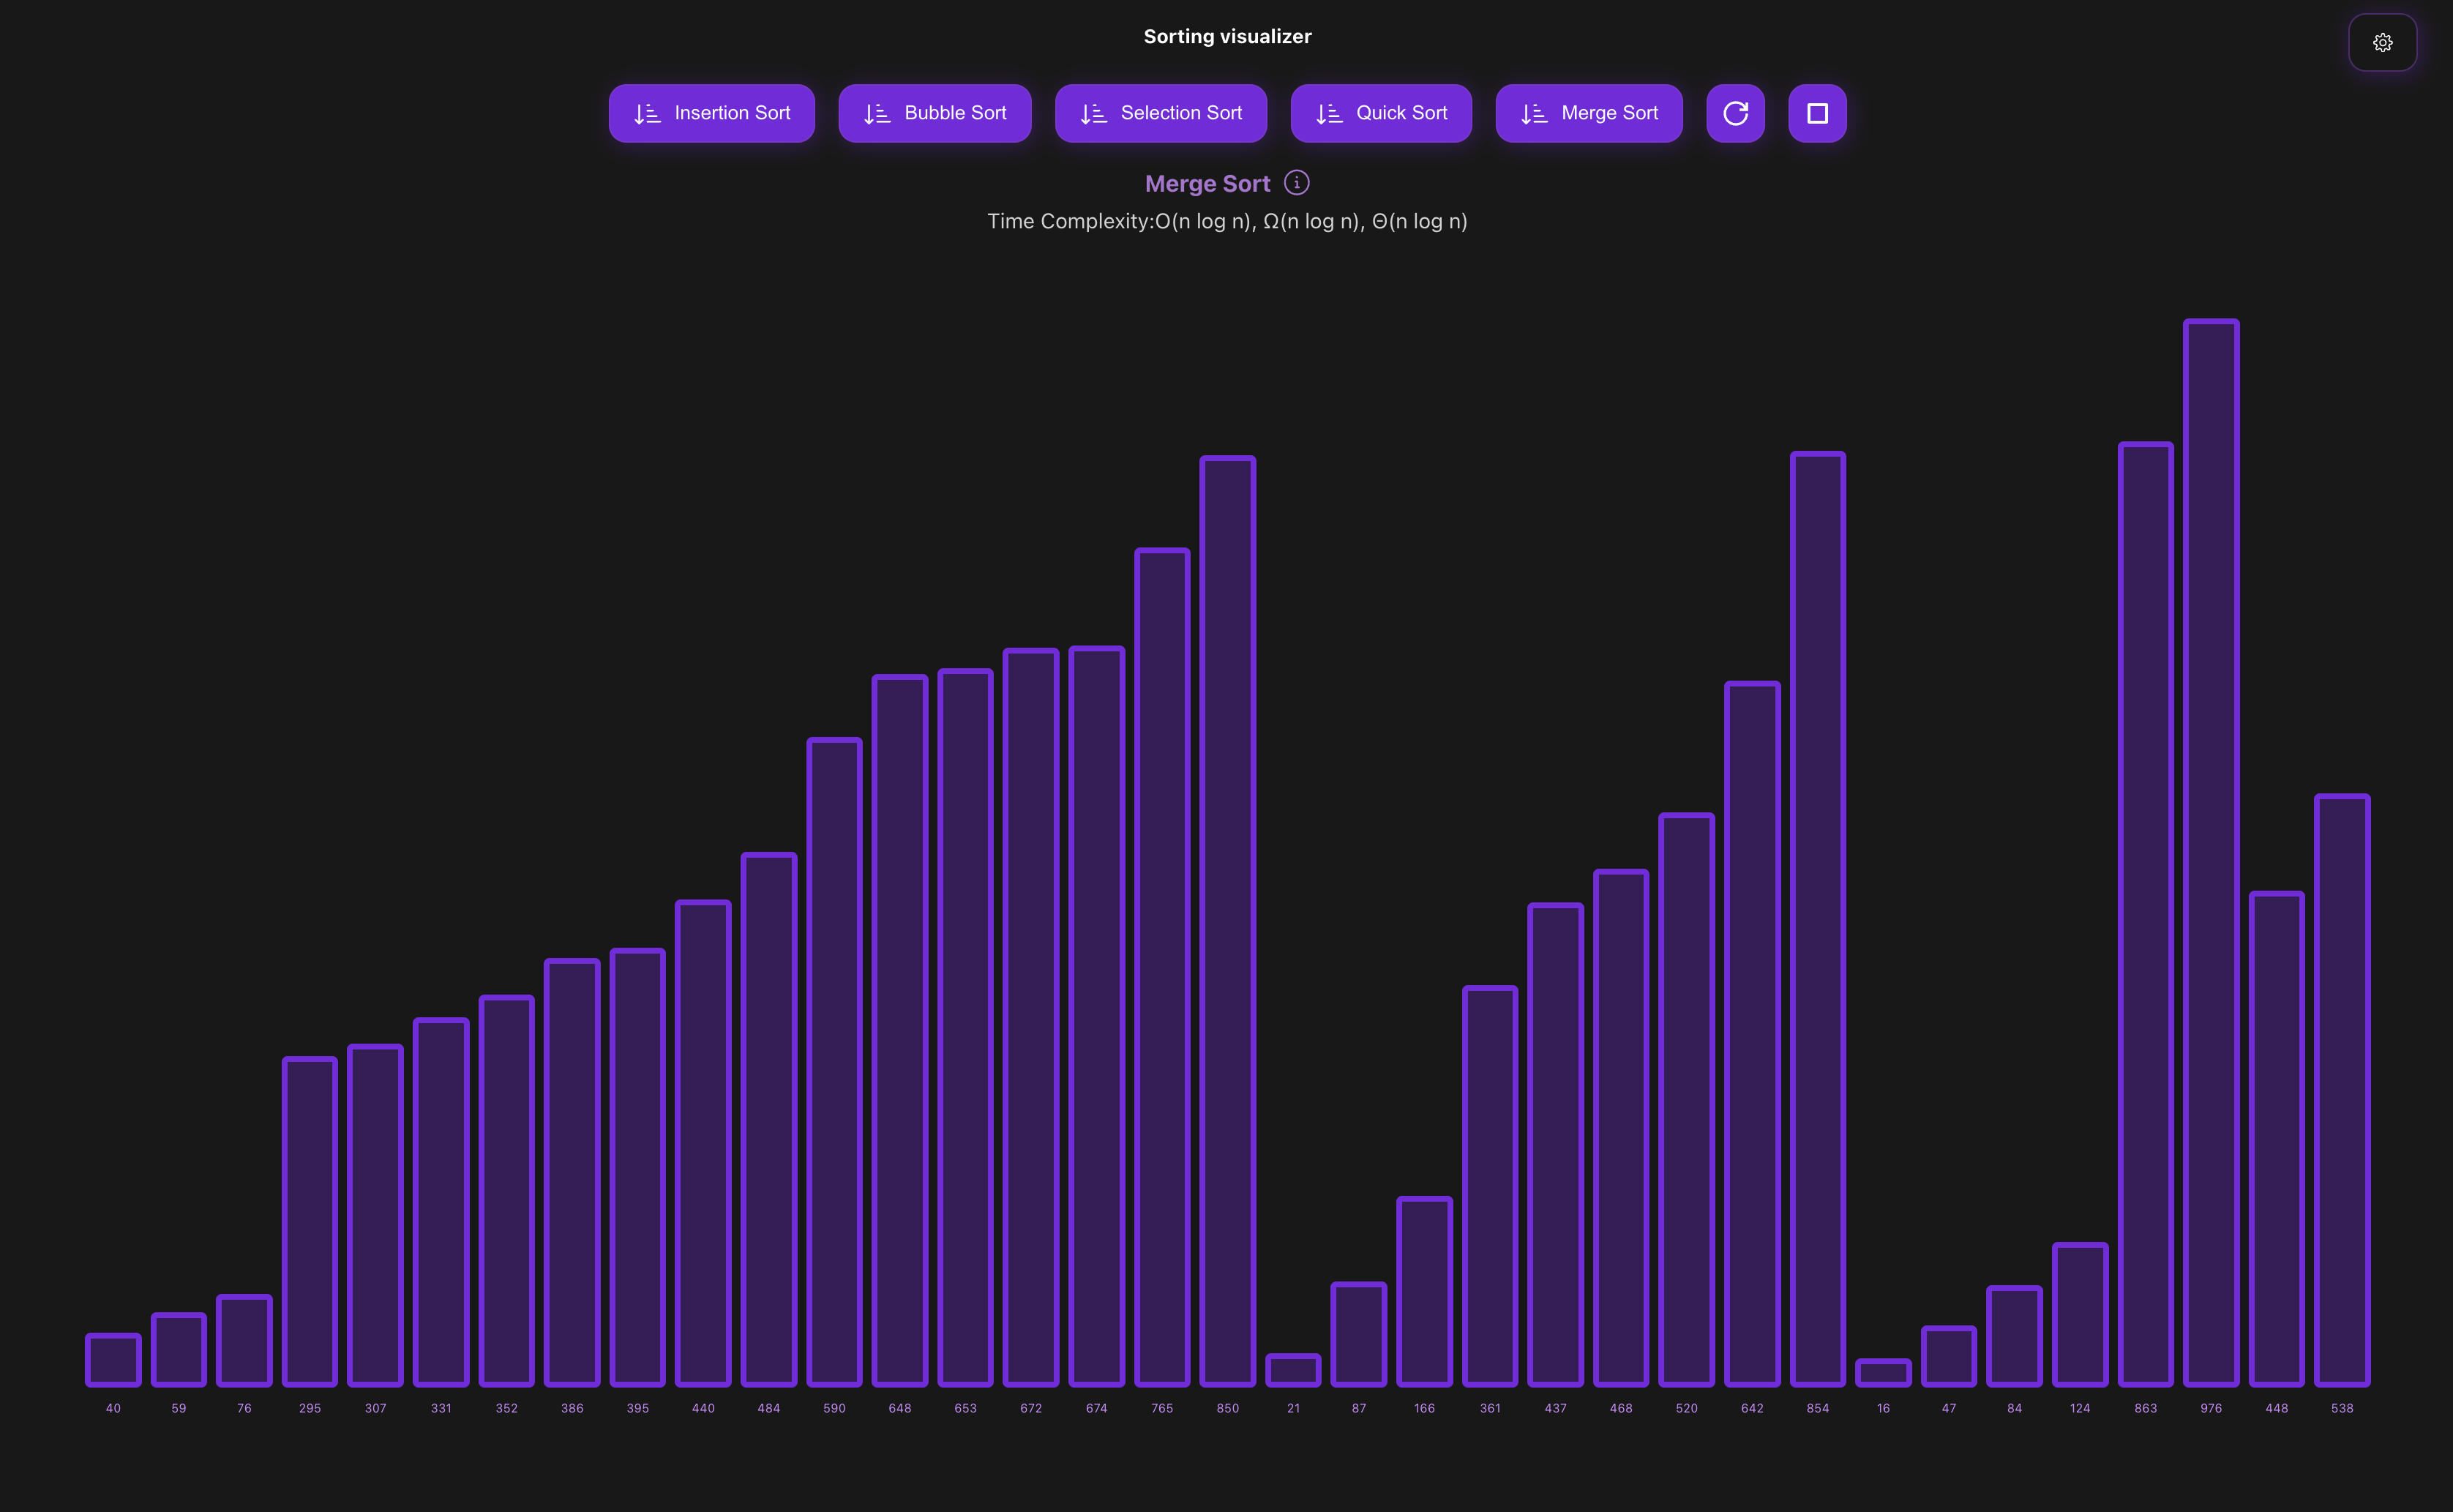 Sorting visualizer
Insertion Sort Bubble Sort Selection Sort Quick Sort Merge Sort
Merge Sort
Time Complexity:O(n log n), Ω(n log n), Θ(n log n)
40 59 76 295 307 331 352 386 395 440 484 590 648 653 672 674 765 850 21 87 166 361 437 468 520 642 854 16 47 84 124 863 976 448 538